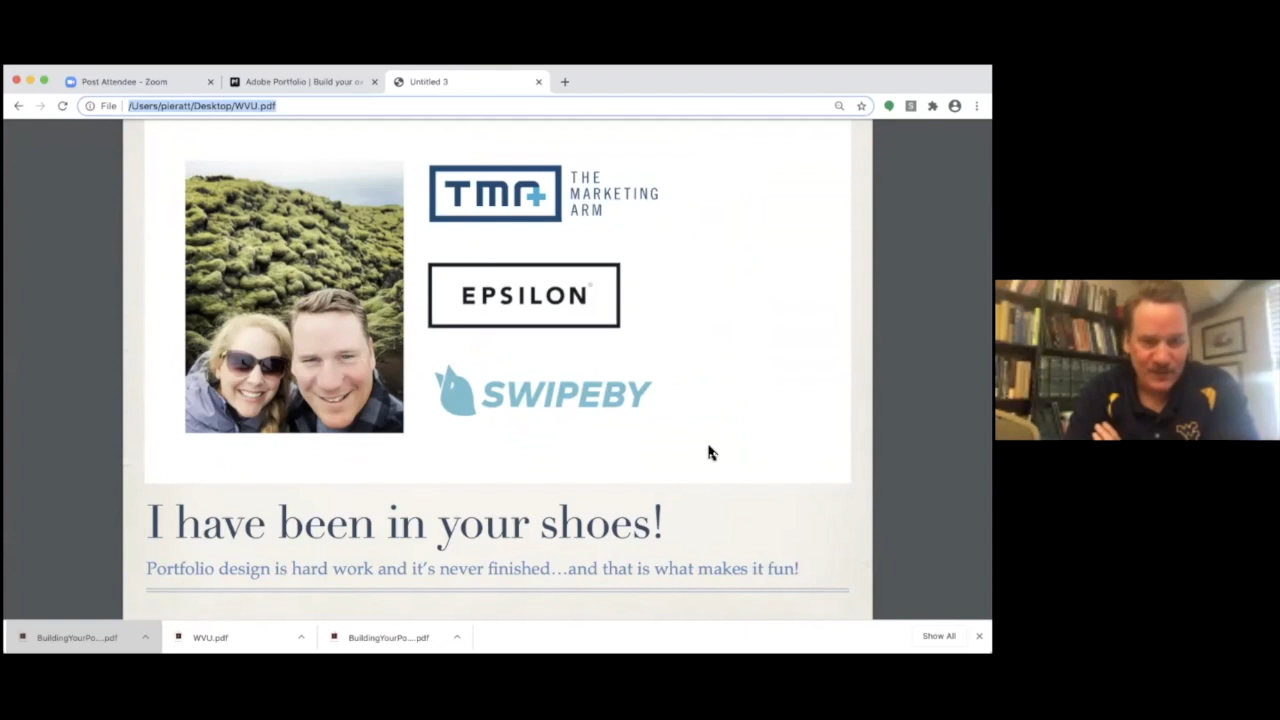 Post Attendee - Zoom
Adobe Portfolio | Build your o
Untitled 3
File
/Users/pieratt/Desktop/WVU.pdf
TMA
THE
MARKETING
ARM
EPSILON
SWIPEBY
I have been in your shoes!
Portfolio design is hard work and it's never finished...and that is what makes it fun!
BuildingYourPo....pdf
WVU.pdf
BuildingYourPo....pdf
Show All